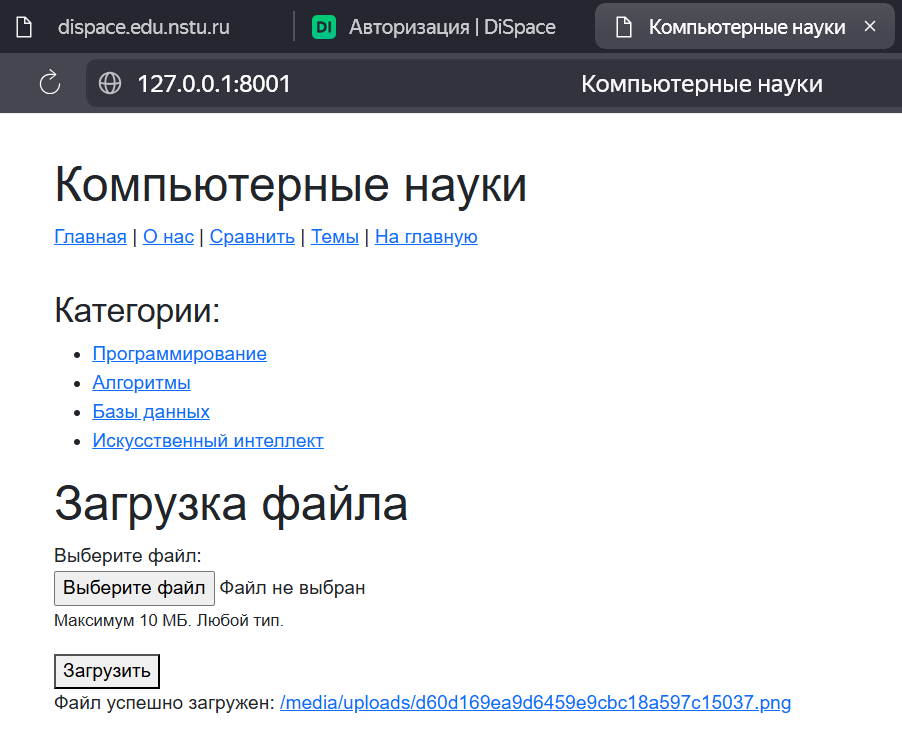 dispace.edu.nstu.ru DI Авторизация | DiSpace Компьютерные науки ×
127.0.0.1:8001 Компьютерные науки
Компьютерные науки
Главная | О нас | Сравнить | Темы | На главную
Категории:
• Программирование
• Алгоритмы
• Базы данных
• Искусственный интеллект
Загрузка файла
Выберите файл:
Выберите файл Файл не выбран
Максимум 10 МБ. Любой тип.
Загрузить
Файл успешно загружен: /media/uploads/d60d169ea9d6459e9cbc18a597c15037.png